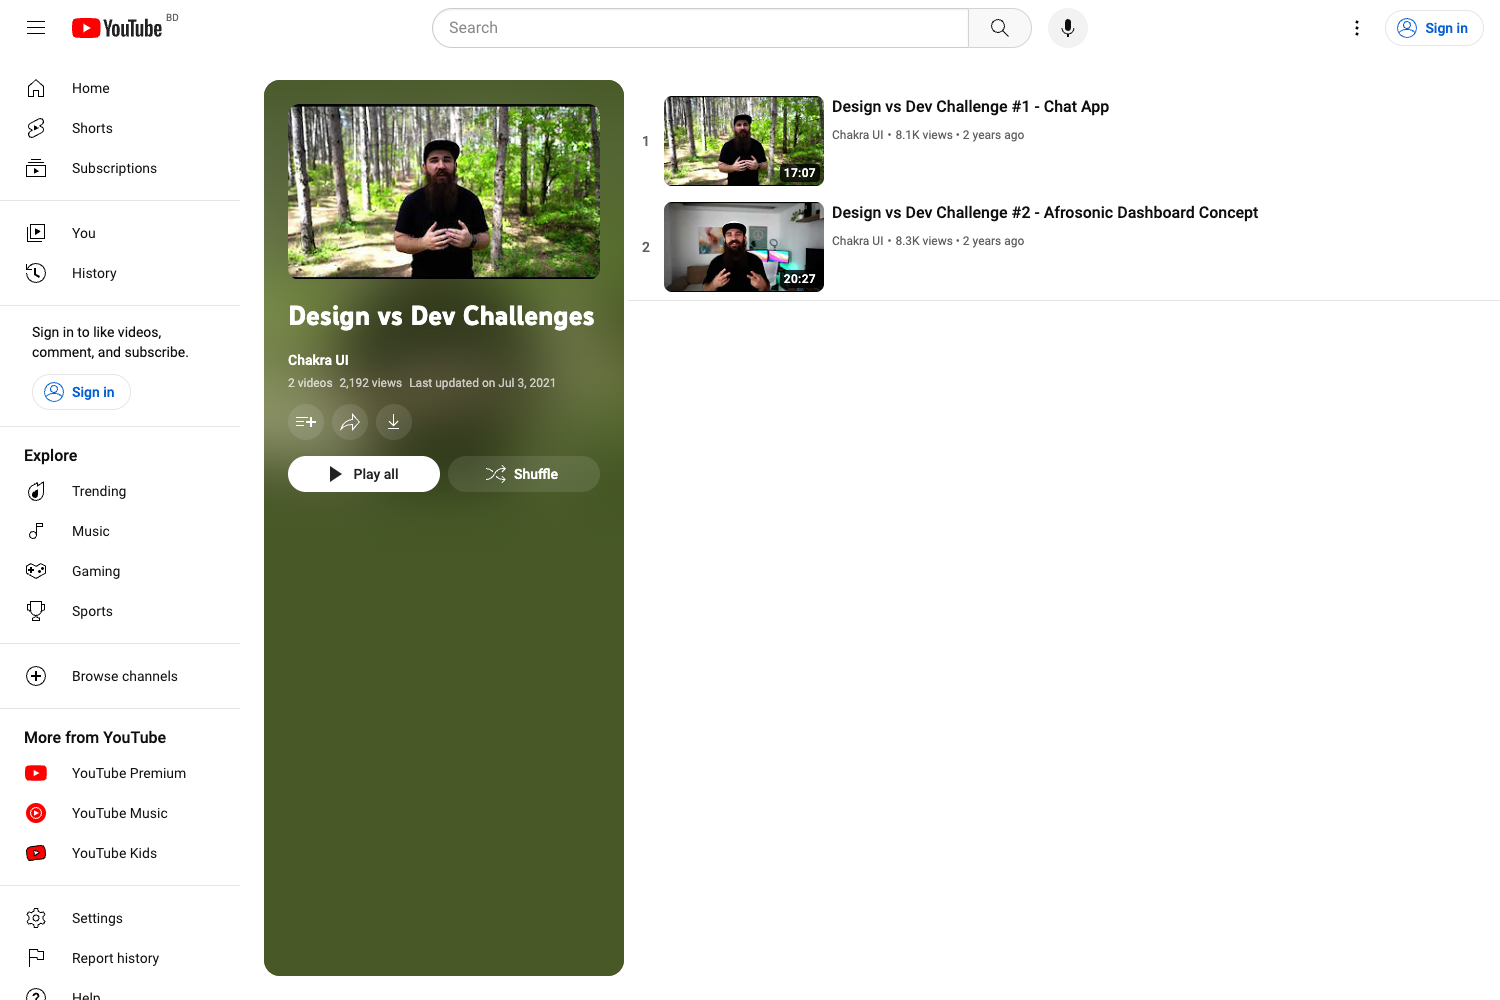 YouTube BD
Search
Sign in
Home
Shorts
Subscriptions
You
History
Sign in to like videos,
comment, and subscribe.
Sign in
Explore
Trending
Music
Gaming
Sports
Browse channels
More from YouTube
YouTube Premium
YouTube Music
YouTube Kids
Settings
Report history
Help
Design vs Dev Challenges
Chakra UI
2 videos 2,192 views Last updated on Jul 3, 2021
Play all
Shuffle
1
17:07
Design vs Dev Challenge #1 - Chat App
Chakra UI • 8.1K views • 2 years ago
2
20:27
Design vs Dev Challenge #2 - Afrosonic Dashboard Concept
Chakra UI • 8.3K views • 2 years ago